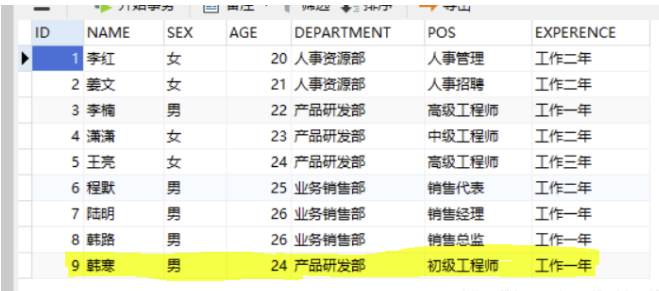 开始事务 备注 筛选 排序 导出
ID NAME SEX AGE DEPARTMENT POS EXPERENCE
1 李红 女 20 人事资源部 人事管理 工作二年
2 姜文 女 21 人事资源部 人事招聘 工作二年
3 李楠 男 22 产品研发部 高级工程师 工作一年
4 潇潇 女 23 产品研发部 中级工程师 工作二年
5 王亮 女 24 产品研发部 高级工程师 工作三年
6 程默 男 25 业务销售部 销售代表 工作二年
7 陆明 男 26 业务销售部 销售经理 工作一年
8 韩路 男 26 业务销售部 销售总监 工作一年
9 韩寒 男 24 产品研发部 初级工程师 工作一年